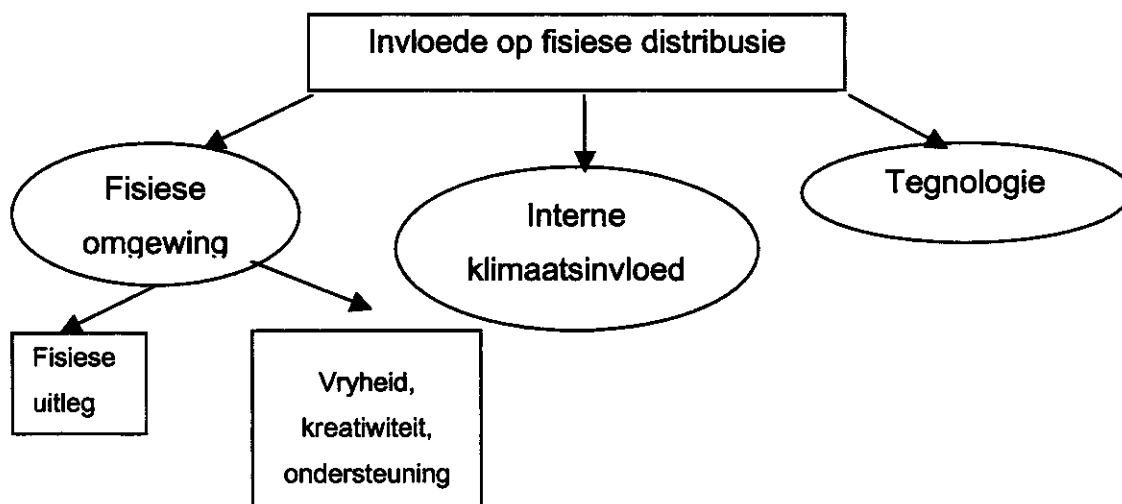 Invloede op fisiese distribusie
Fisiese
omgewing
Interne
klimaatsinvloed
Tegnologie
Fisiese
uitleg
Vryheid,
kreatiwiteit,
ondersteuning